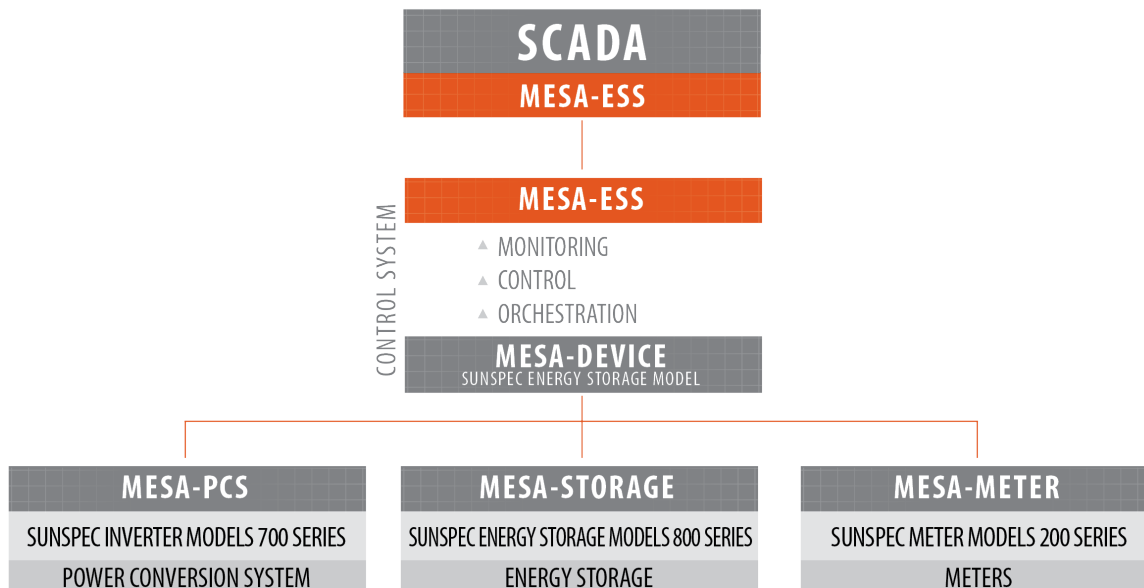 SCADA
MESA-ESS
MESA-ESS
CONTROL SYSTEM
MONITORING
CONTROL
ORCHESTRATION
MESA-DEVICE
SUNSPEC ENERGY STORAGE MODEL
MESA-PCS
SUNSPEC INVERTER MODELS 700 SERIES
POWER CONVERSION SYSTEM
MESA-STORAGE
SUNSPEC ENERGY STORAGE MODELS 800 SERIES
ENERGY STORAGE
MESA-METER
SUNSPEC METER MODELS 200 SERIES
METERS